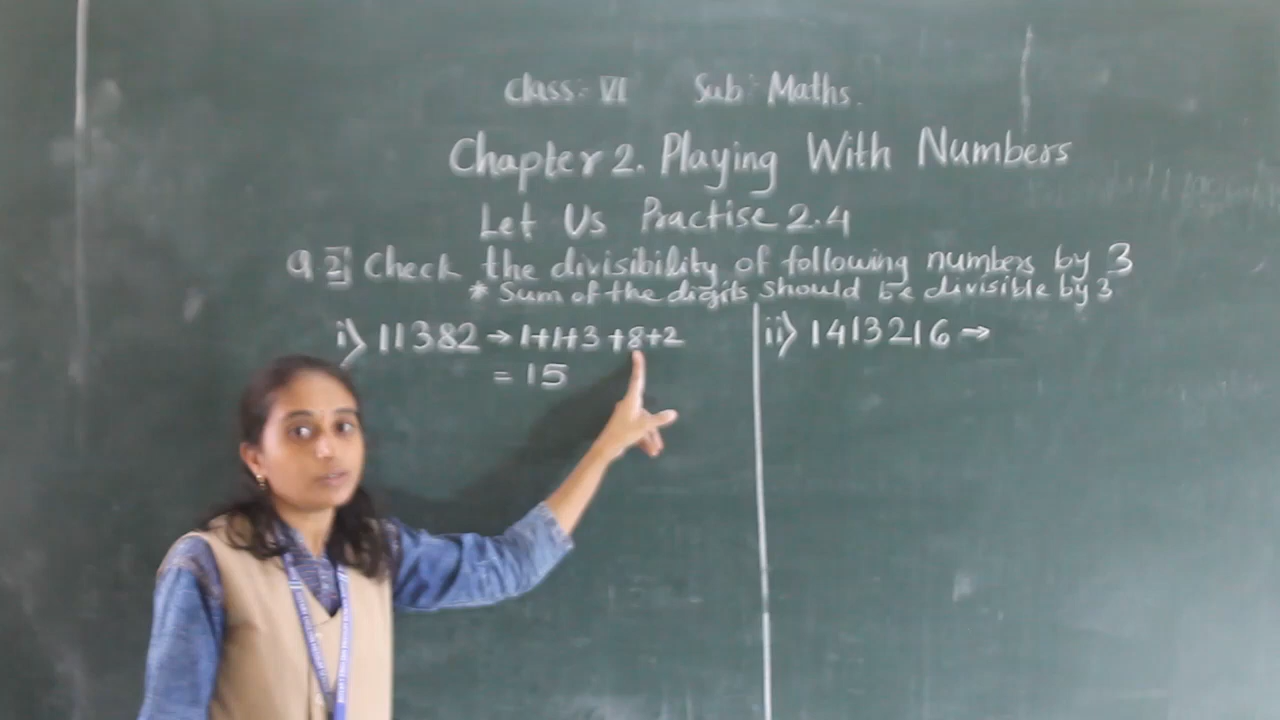 Class: VI Sub: Maths.
Chapter 2. Playing With Numbers
Let Us Practise 2.4
Q 2] Check the divisibility of following numbers by 3
* Sum of the digits should be divisible by 3
i) 11382 → 1+1+3+8+2
= 15
ii) 1413216 →